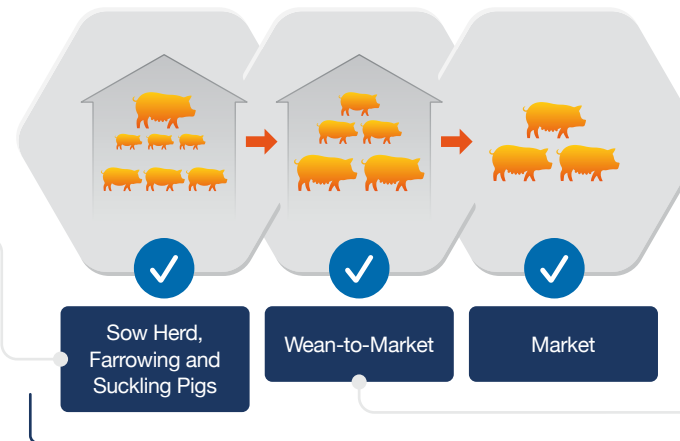 Sow Herd,
Farrowing and
Suckling Pigs
Wean-to-Market
Market